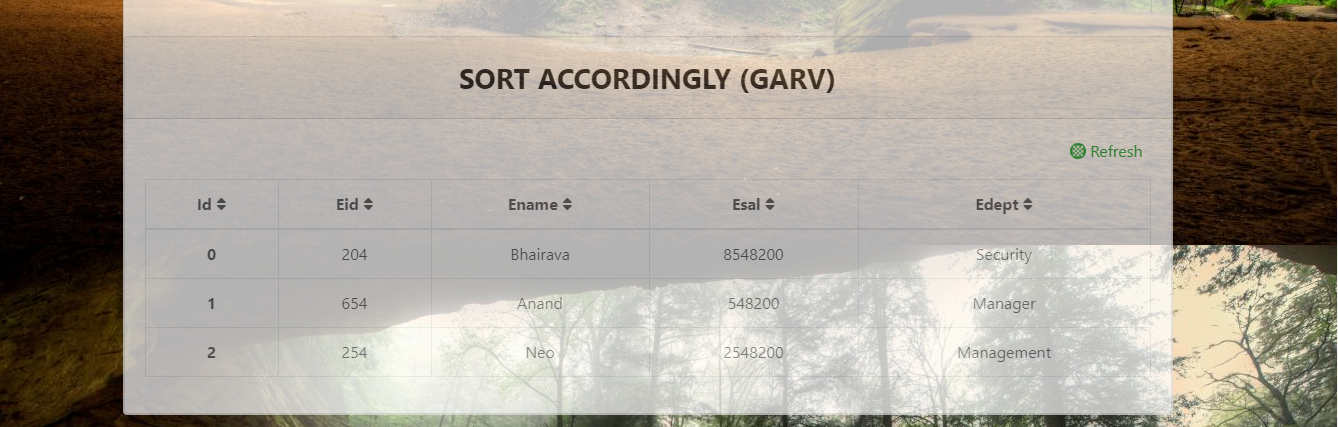 SORT ACCORDINGLY (GARV)
Refresh
Id Eid Ename Esal Edept
0 204 Bhairava 8548200 Security
1 654 Anand 548200 Manager
2 254 Neo 2548200 Management